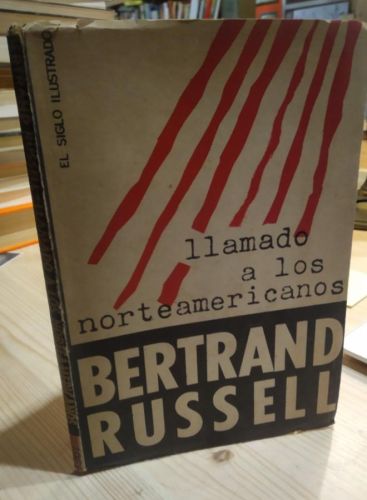 EL SIGLO ILUSTRADO
llamado
a los
norteamericanos
BERTRAND
RUSSELL